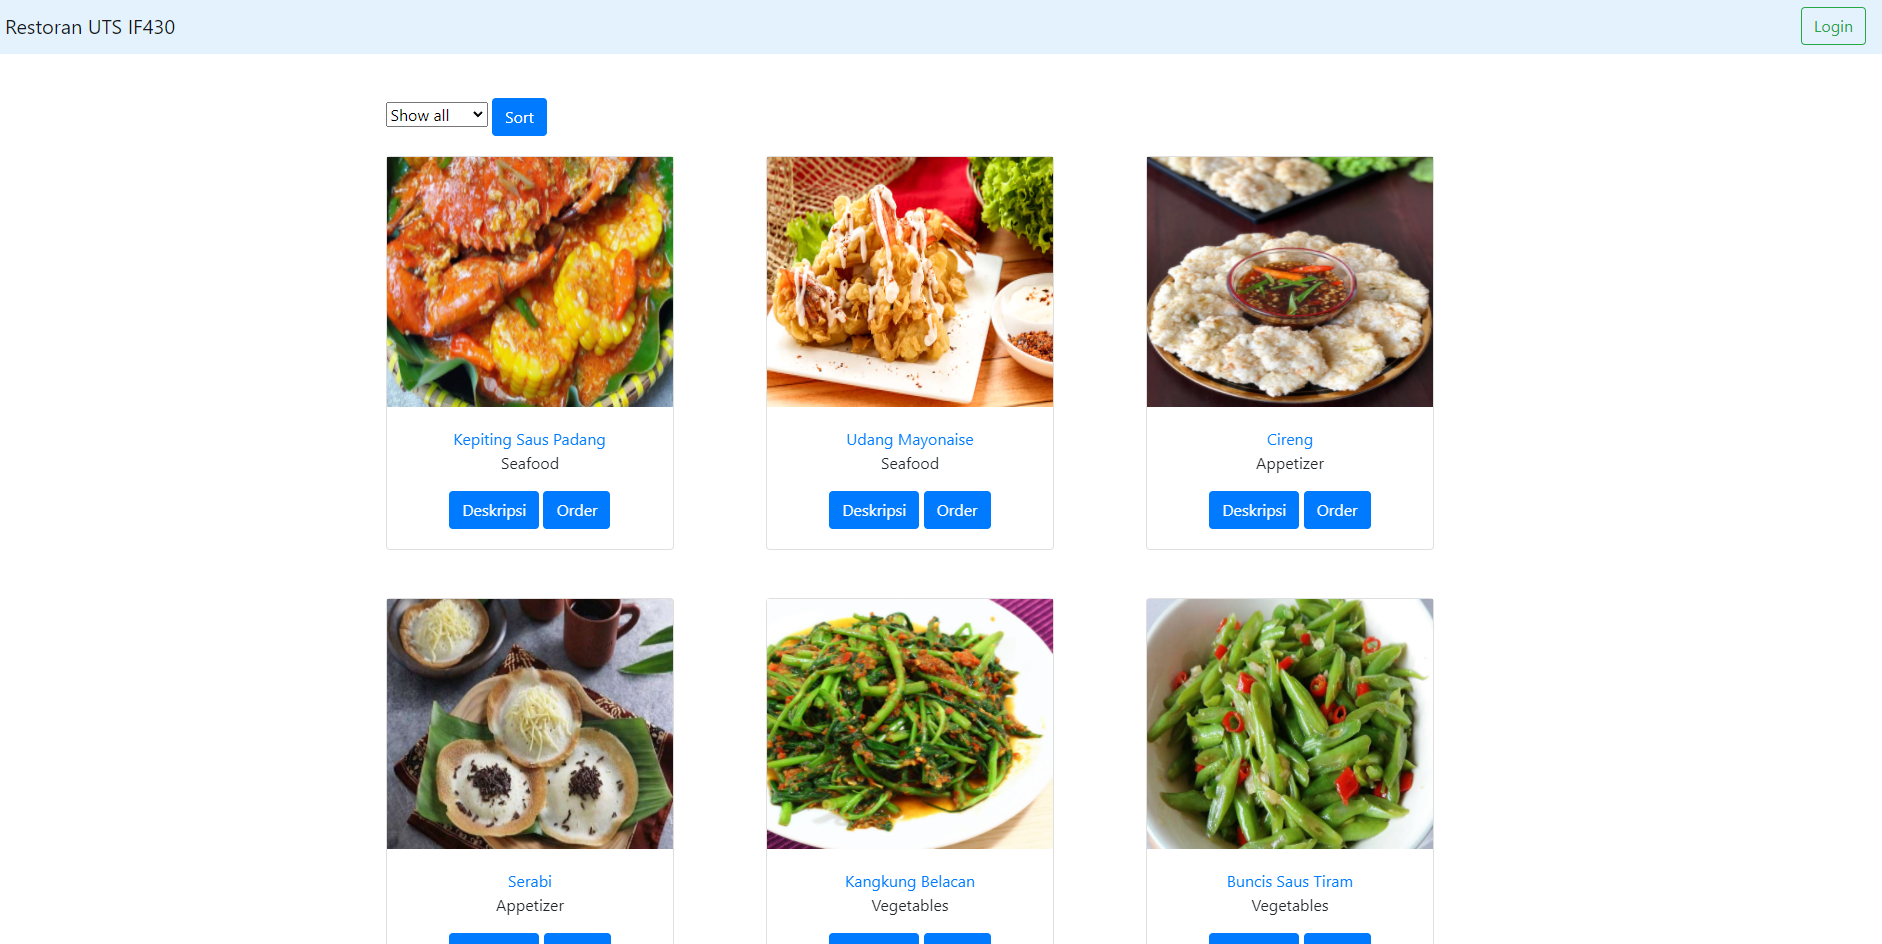 Restoran UTS IF430
Login
Show all
Sort
Kepiting Saus Padang
Seafood
Deskripsi
Order
Udang Mayonaise
Seafood
Deskripsi
Order
Cireng
Appetizer
Deskripsi
Order
Serabi
Appetizer
Kangkung Belacan
Vegetables
Buncis Saus Tiram
Vegetables